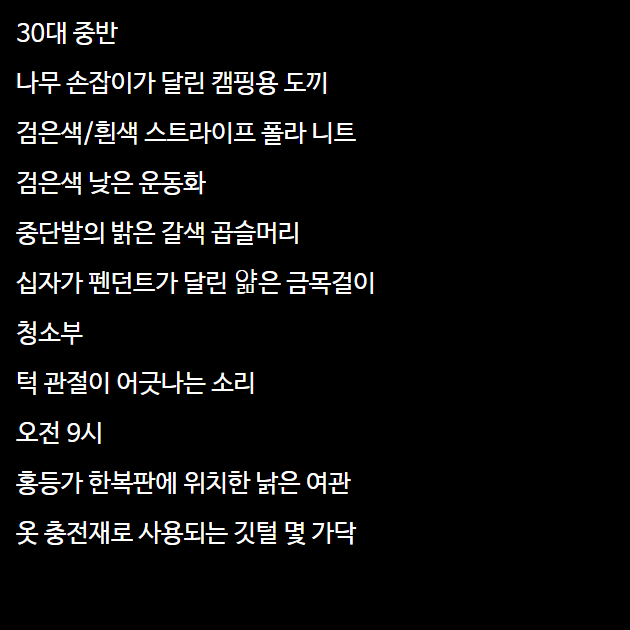 30대 중반
나무 손잡이가 달린 캠핑용 도끼
검은색/흰색 스트라이프 폴라 니트
검은색 낮은 운동화
중단발의 밝은 갈색 곱슬머리
십자가 펜던트가 달린 얆은 금목걸이
청소부
턱 관절이 어긋나는 소리
오전 9시
홍등가 한복판에 위치한 낡은 여관
옷 충전재로 사용되는 깃털 몇 가닥